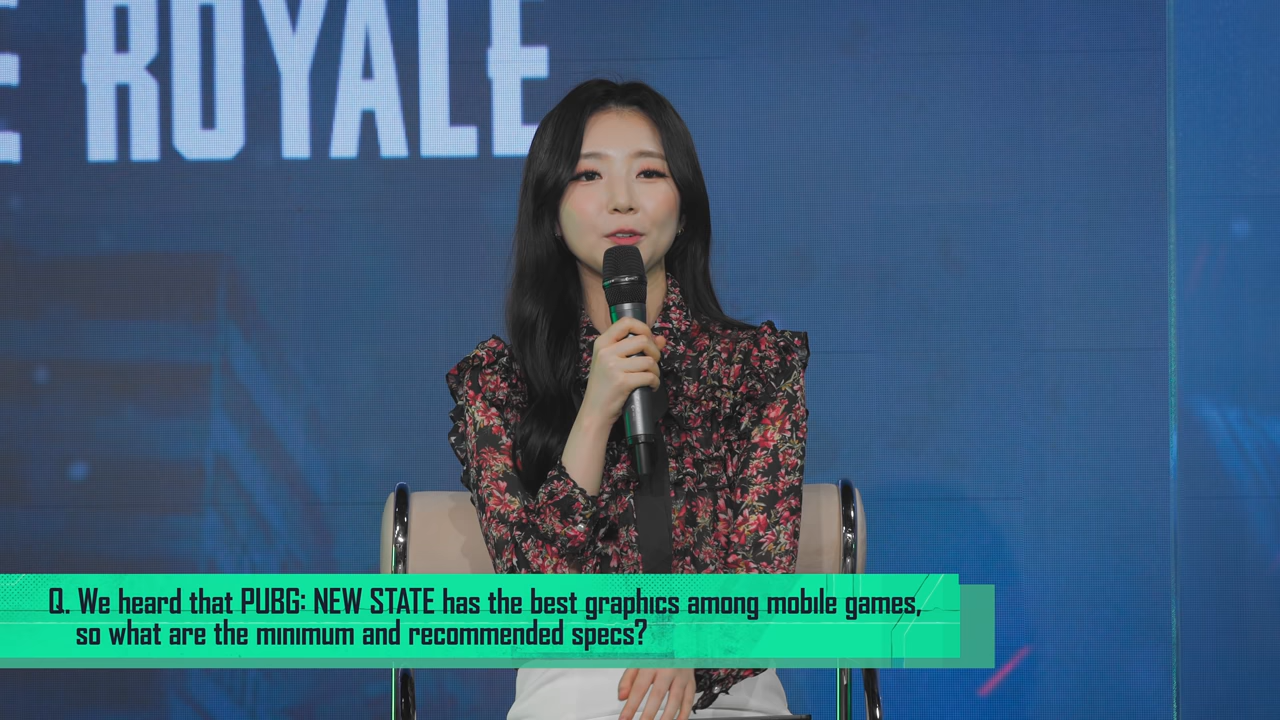 E ROYALE
Q. We heard that PUBG: NEW STATE has the best graphics among mobile games,
so what are the minimum and recommended specs?